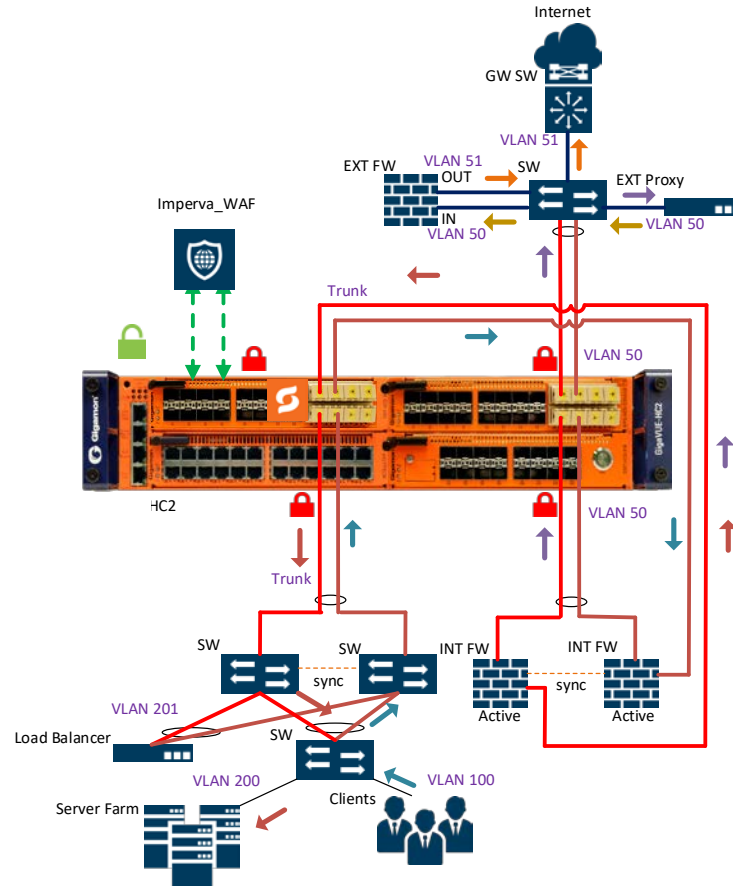 Internet
GW SW
VLAN 51
EXT FW
VLAN 51
OUT
SW
EXT Proxy
IN
VLAN 50
VLAN 50
Imperva_WAF
Trunk
VLAN 50
Gigamon
GigaVUE-HC2
HC2
VLAN 50
Trunk
SW
SW
INT FW
INT FW
sync
sync
Active
Active
VLAN 201
Load Balancer
SW
VLAN 200
VLAN 100
Clients
Server Farm